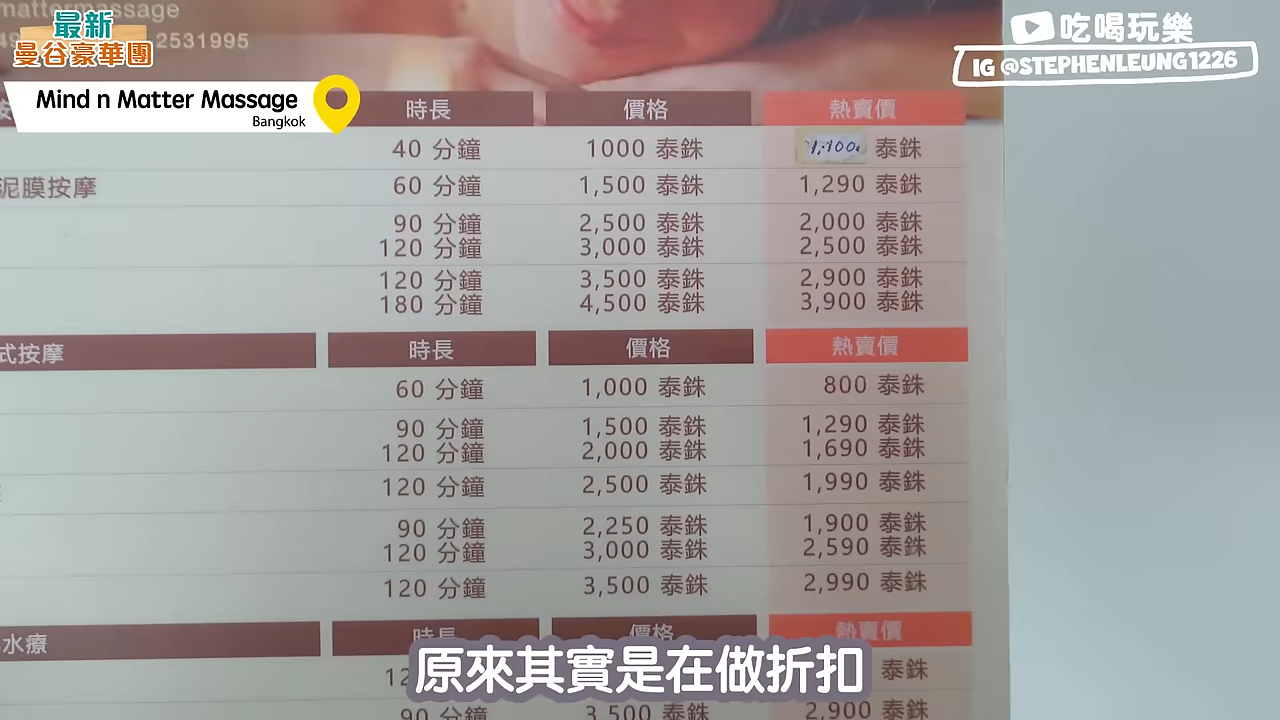 mattermassage
最新
曼谷豪華團
2531995
吃喝玩樂
IG @STEPHENLEUNG1226
Mind n Matter Massage
Bangkok
時長 價格 熱賣價
40 分鐘 1000 泰銖 1,100 泰銖
泥膜按摩 60 分鐘 1,500 泰銖 1,290 泰銖
90 分鐘 2,500 泰銖 2,000 泰銖
120 分鐘 3,000 泰銖 2,500 泰銖
120 分鐘 3,500 泰銖 2,900 泰銖
180 分鐘 4,500 泰銖 3,900 泰銖
式按摩 時長 價格 熱賣價
60 分鐘 1,000 泰銖 800 泰銖
90 分鐘 1,500 泰銖 1,290 泰銖
120 分鐘 2,000 泰銖 1,690 泰銖
120 分鐘 2,500 泰銖 1,990 泰銖
90 分鐘 2,250 泰銖 1,900 泰銖
120 分鐘 3,000 泰銖 2,590 泰銖
120 分鐘 3,500 泰銖 2,990 泰銖
水療 時長 價格 熱賣價
泰銖
90 分鐘 3,500 泰銖 2,900 泰銖
原來其實是在做折扣